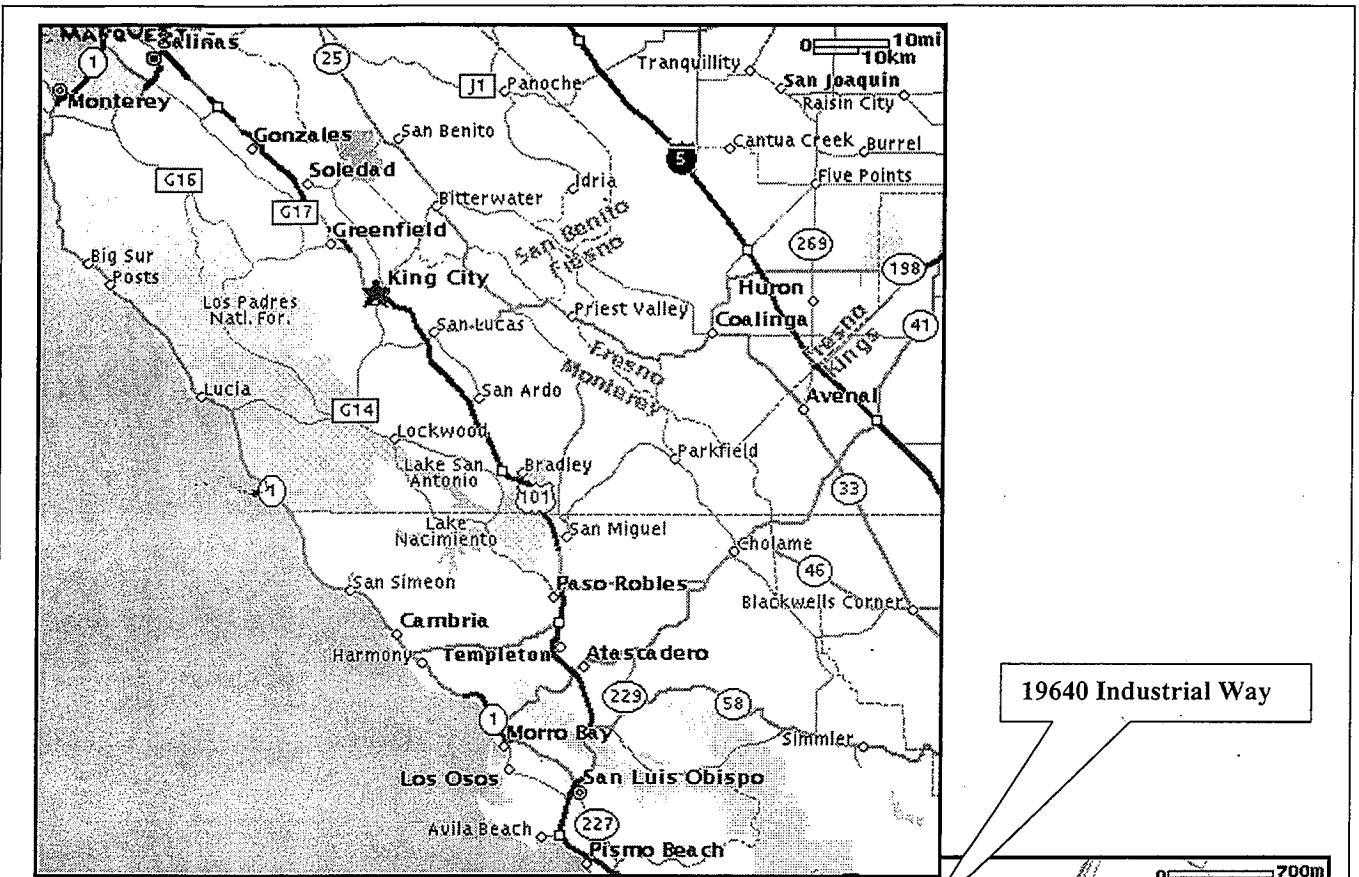 MAPQUEST
Salinas
1
Monterey
25
J1
Panoche
Tranquillity
0 10mi
10km
San Joaquin
Raisin City
Gonzales
San Benito
5
Cantua Creek
Burrel
Soledad
G16
Idria
Five Points
G17
Bitterwater
Greenfield
San Benito
Fresno
269
198
Big Sur
Posts
King City
Huron
Los Padres
Natl. For.
Priest Valley
San Lucas
Coalinga
41
Fresno
Kings
Fresno
Monterey
Lucia
San Ardo
Avenal
G14
Lockwood
Parkfield
Lake San
Antonio
Bradley
33
1
101
Lake
Nacimiento
San Miguel
Cholame
46
San Simeon
Paso Robles
Blackwells Corner
Cambria
Harmony
Templeton
Atascadero
19640 Industrial Way
229
58
1
Morro Bay
Simmler
Los Osos
San Luis Obispo
Avila Beach
227
Pismo Beach
0 700m